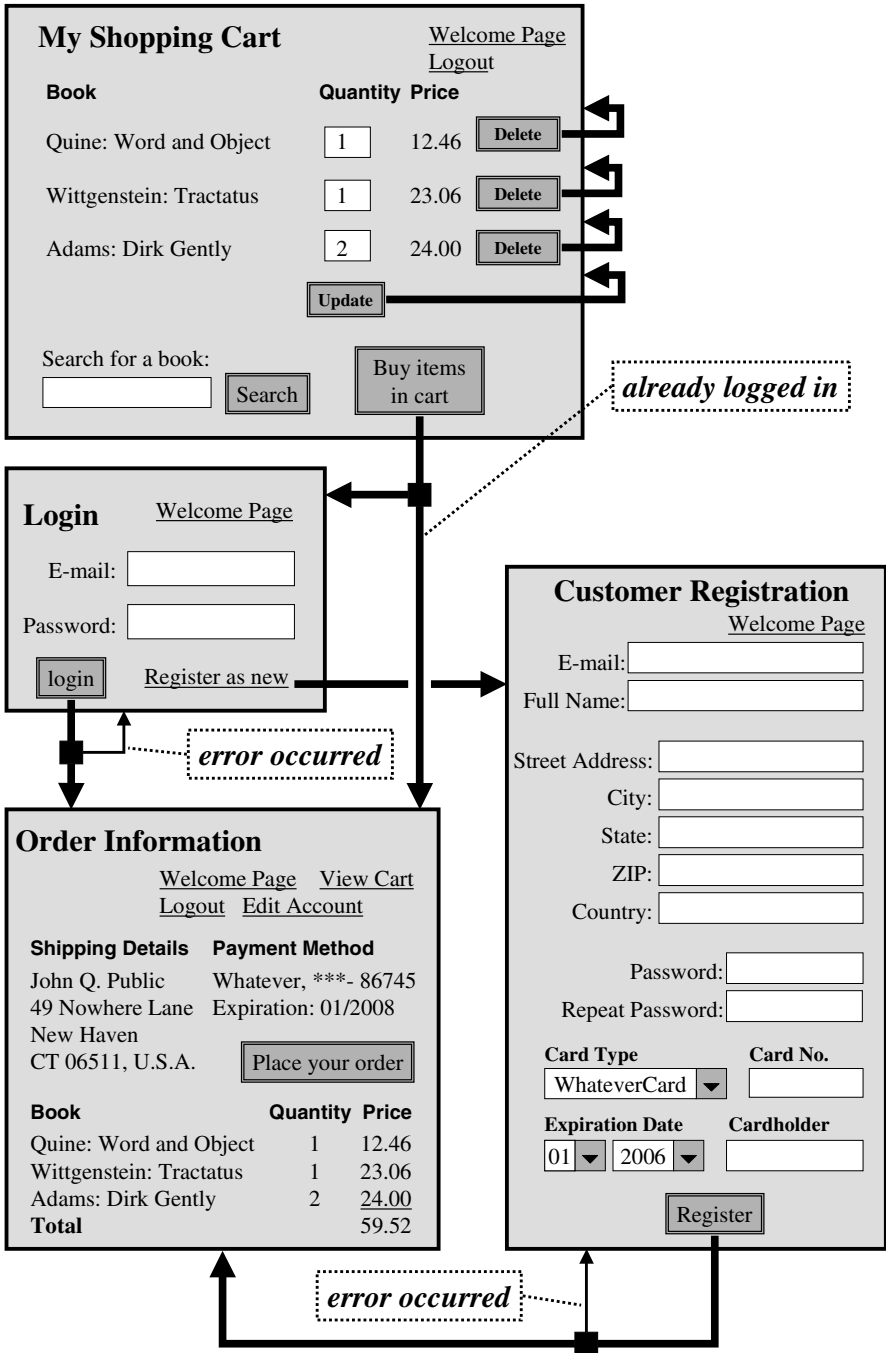 My Shopping Cart
Welcome Page
Logout
Book Quantity Price
Quine: Word and Object 1 12.46 Delete
Wittgenstein: Tractatus 1 23.06 Delete
Adams: Dirk Gently 2 24.00 Delete
Update
Search for a book:
Search
Buy items
in cart
already logged in
Login
Welcome Page
E-mail:
Password:
login
Register as new
error occurred
Customer Registration
Welcome Page
E-mail:
Full Name:
Street Address:
City:
State:
ZIP:
Country:
Password:
Repeat Password:
Card Type Card No.
WhateverCard
Expiration Date Cardholder
01 2006
Register
Order Information
Welcome Page View Cart
Logout Edit Account
Shipping Details Payment Method
John Q. Public Whatever, ***- 86745
49 Nowhere Lane Expiration: 01/2008
New Haven
CT 06511, U.S.A. Place your order
Book Quantity Price
Quine: Word and Object 1 12.46
Wittgenstein: Tractatus 1 23.06
Adams: Dirk Gently 2 24.00
Total 59.52
error occurred